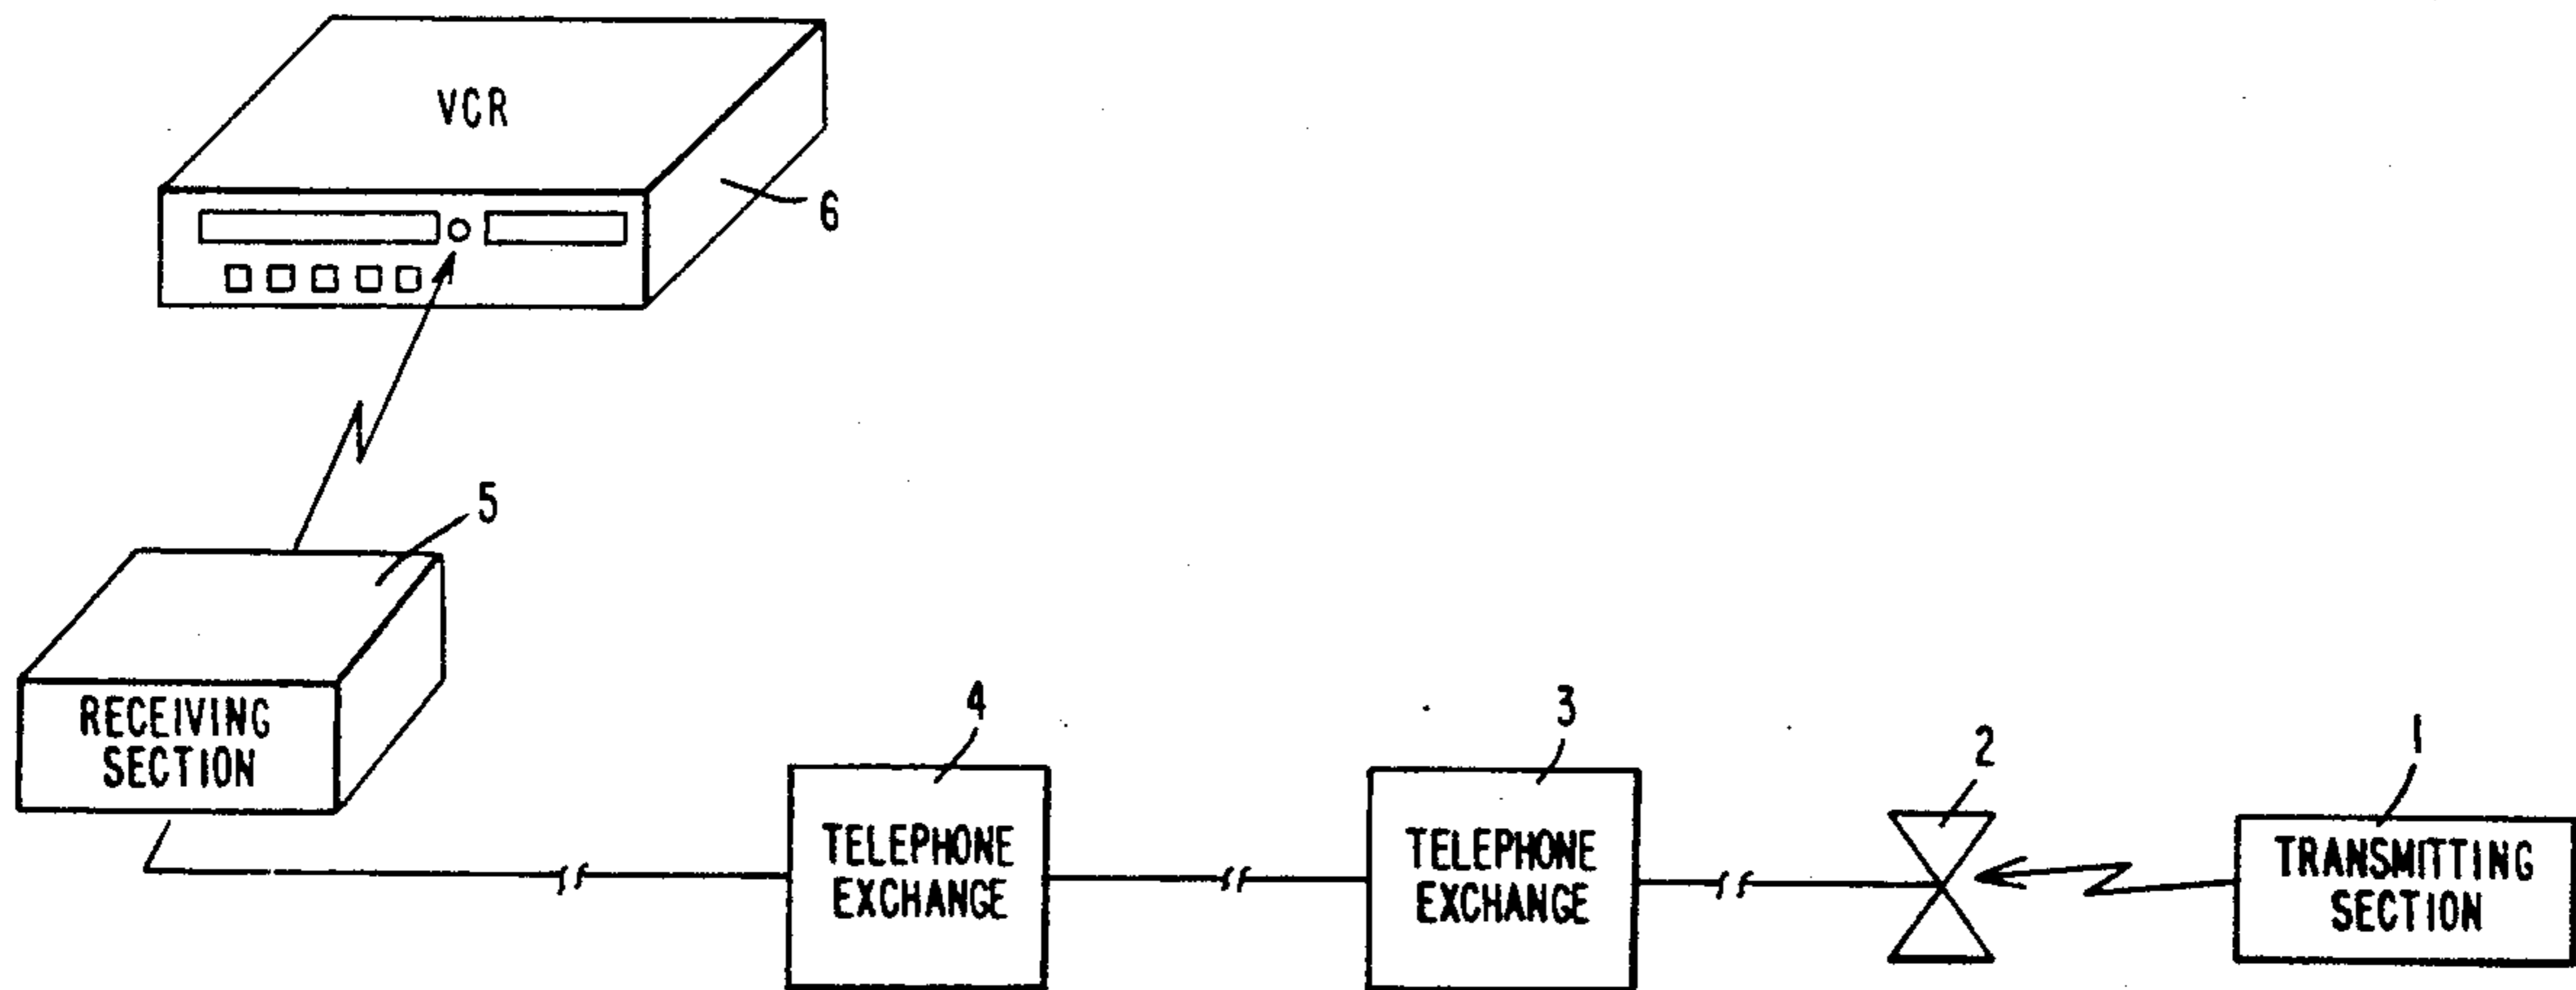 VCR
6
5
RECEIVING
SECTION
4
TELEPHONE
EXCHANGE
3
TELEPHONE
EXCHANGE
2
1
TRANSMITTING
SECTION